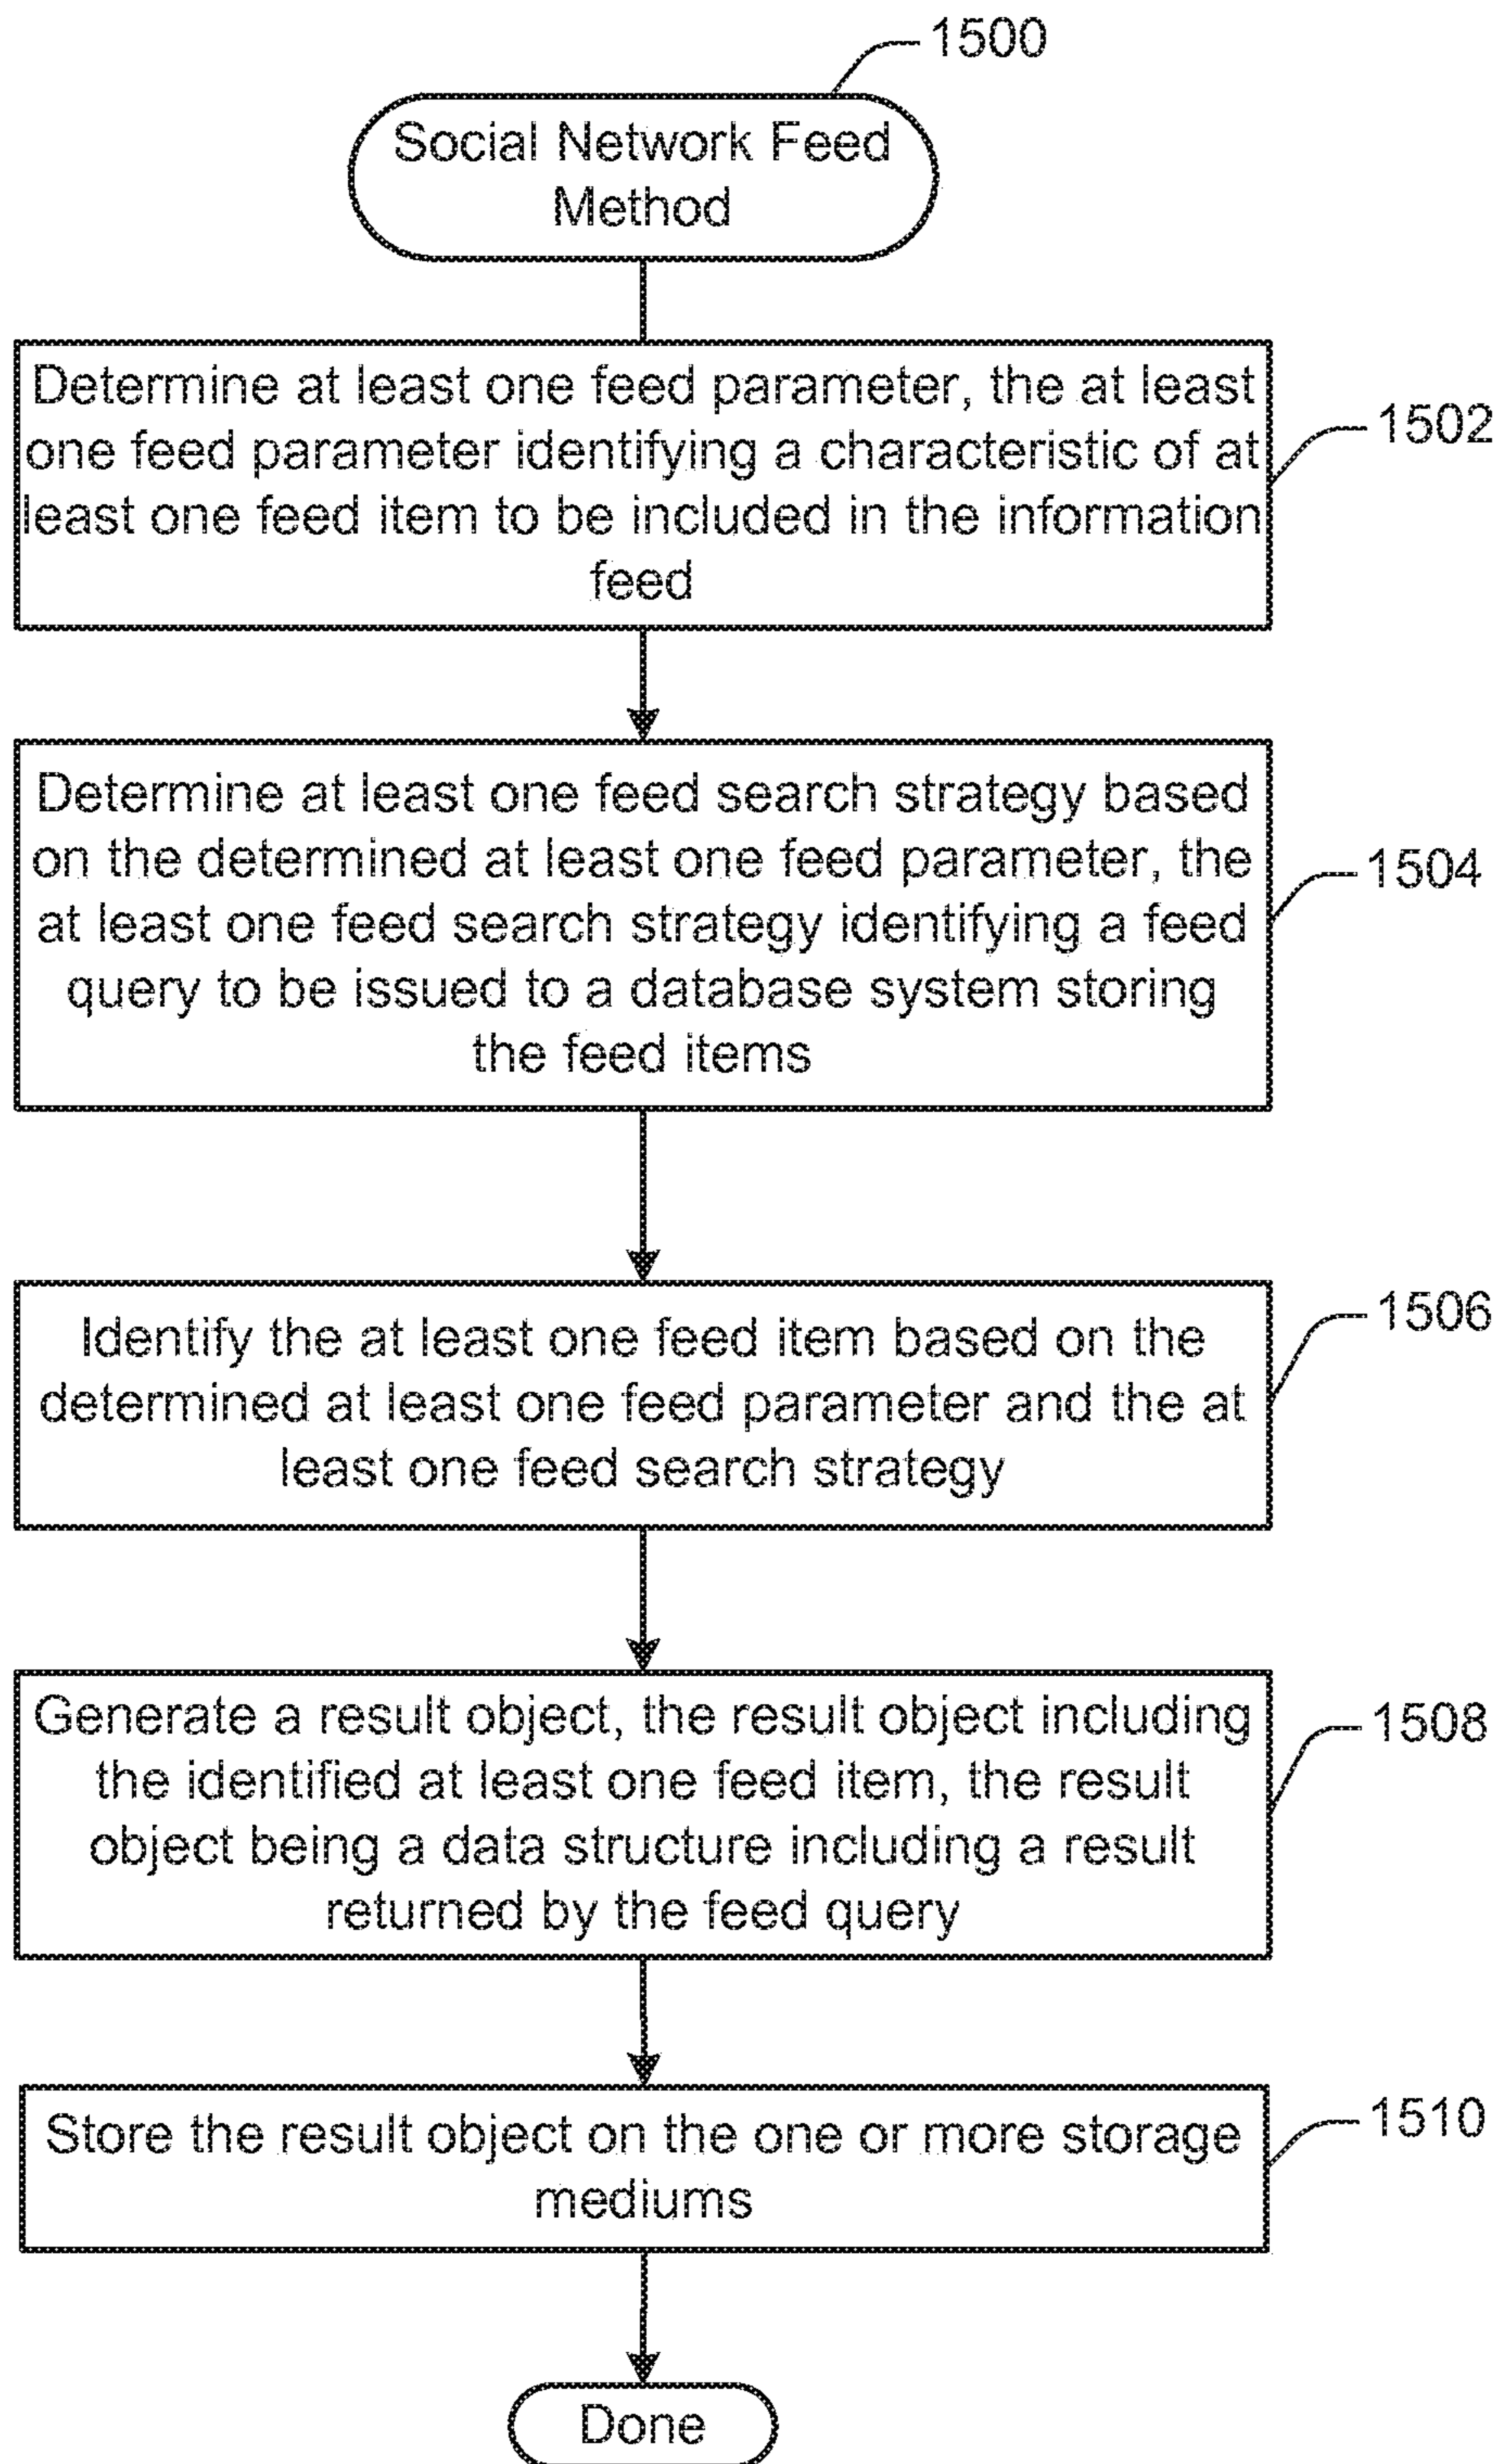 1500
Social Network Feed
Method
Determine at least one feed parameter, the at least
one feed parameter identifying a characteristic of at
least one feed item to be included in the information
feed
1502
Determine at least one feed search strategy based
on the determined at least one feed parameter, the
at least one feed search strategy identifying a feed
query to be issued to a database system storing
the feed items
1504
Identify the at least one feed item based on the
determined at least one feed parameter and the at
least one feed search strategy
1506
Generate a result object, the result object including
the identified at least one feed item, the result
object being a data structure including a result
returned by the feed query
1508
Store the result object on the one or more storage
mediums
1510
Done